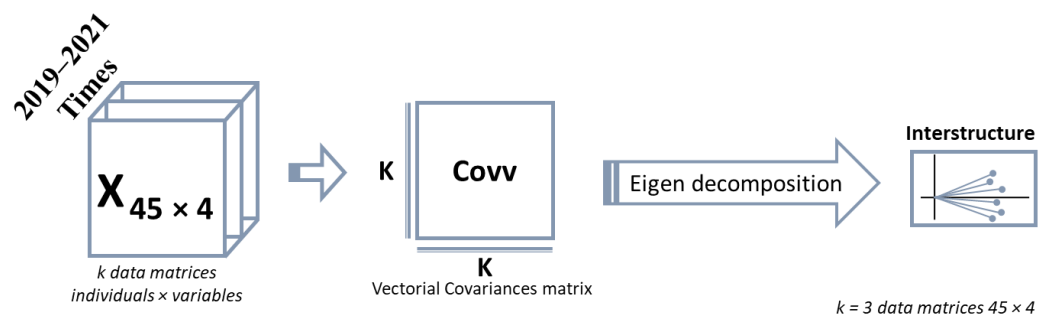 2019–2021
Times
X 45 × 4
k data matrices
individuals × variables
K
Covv
K
Vectorial Covariances matrix
Eigen decomposition
Interstructure
k = 3 data matrices 45 × 4